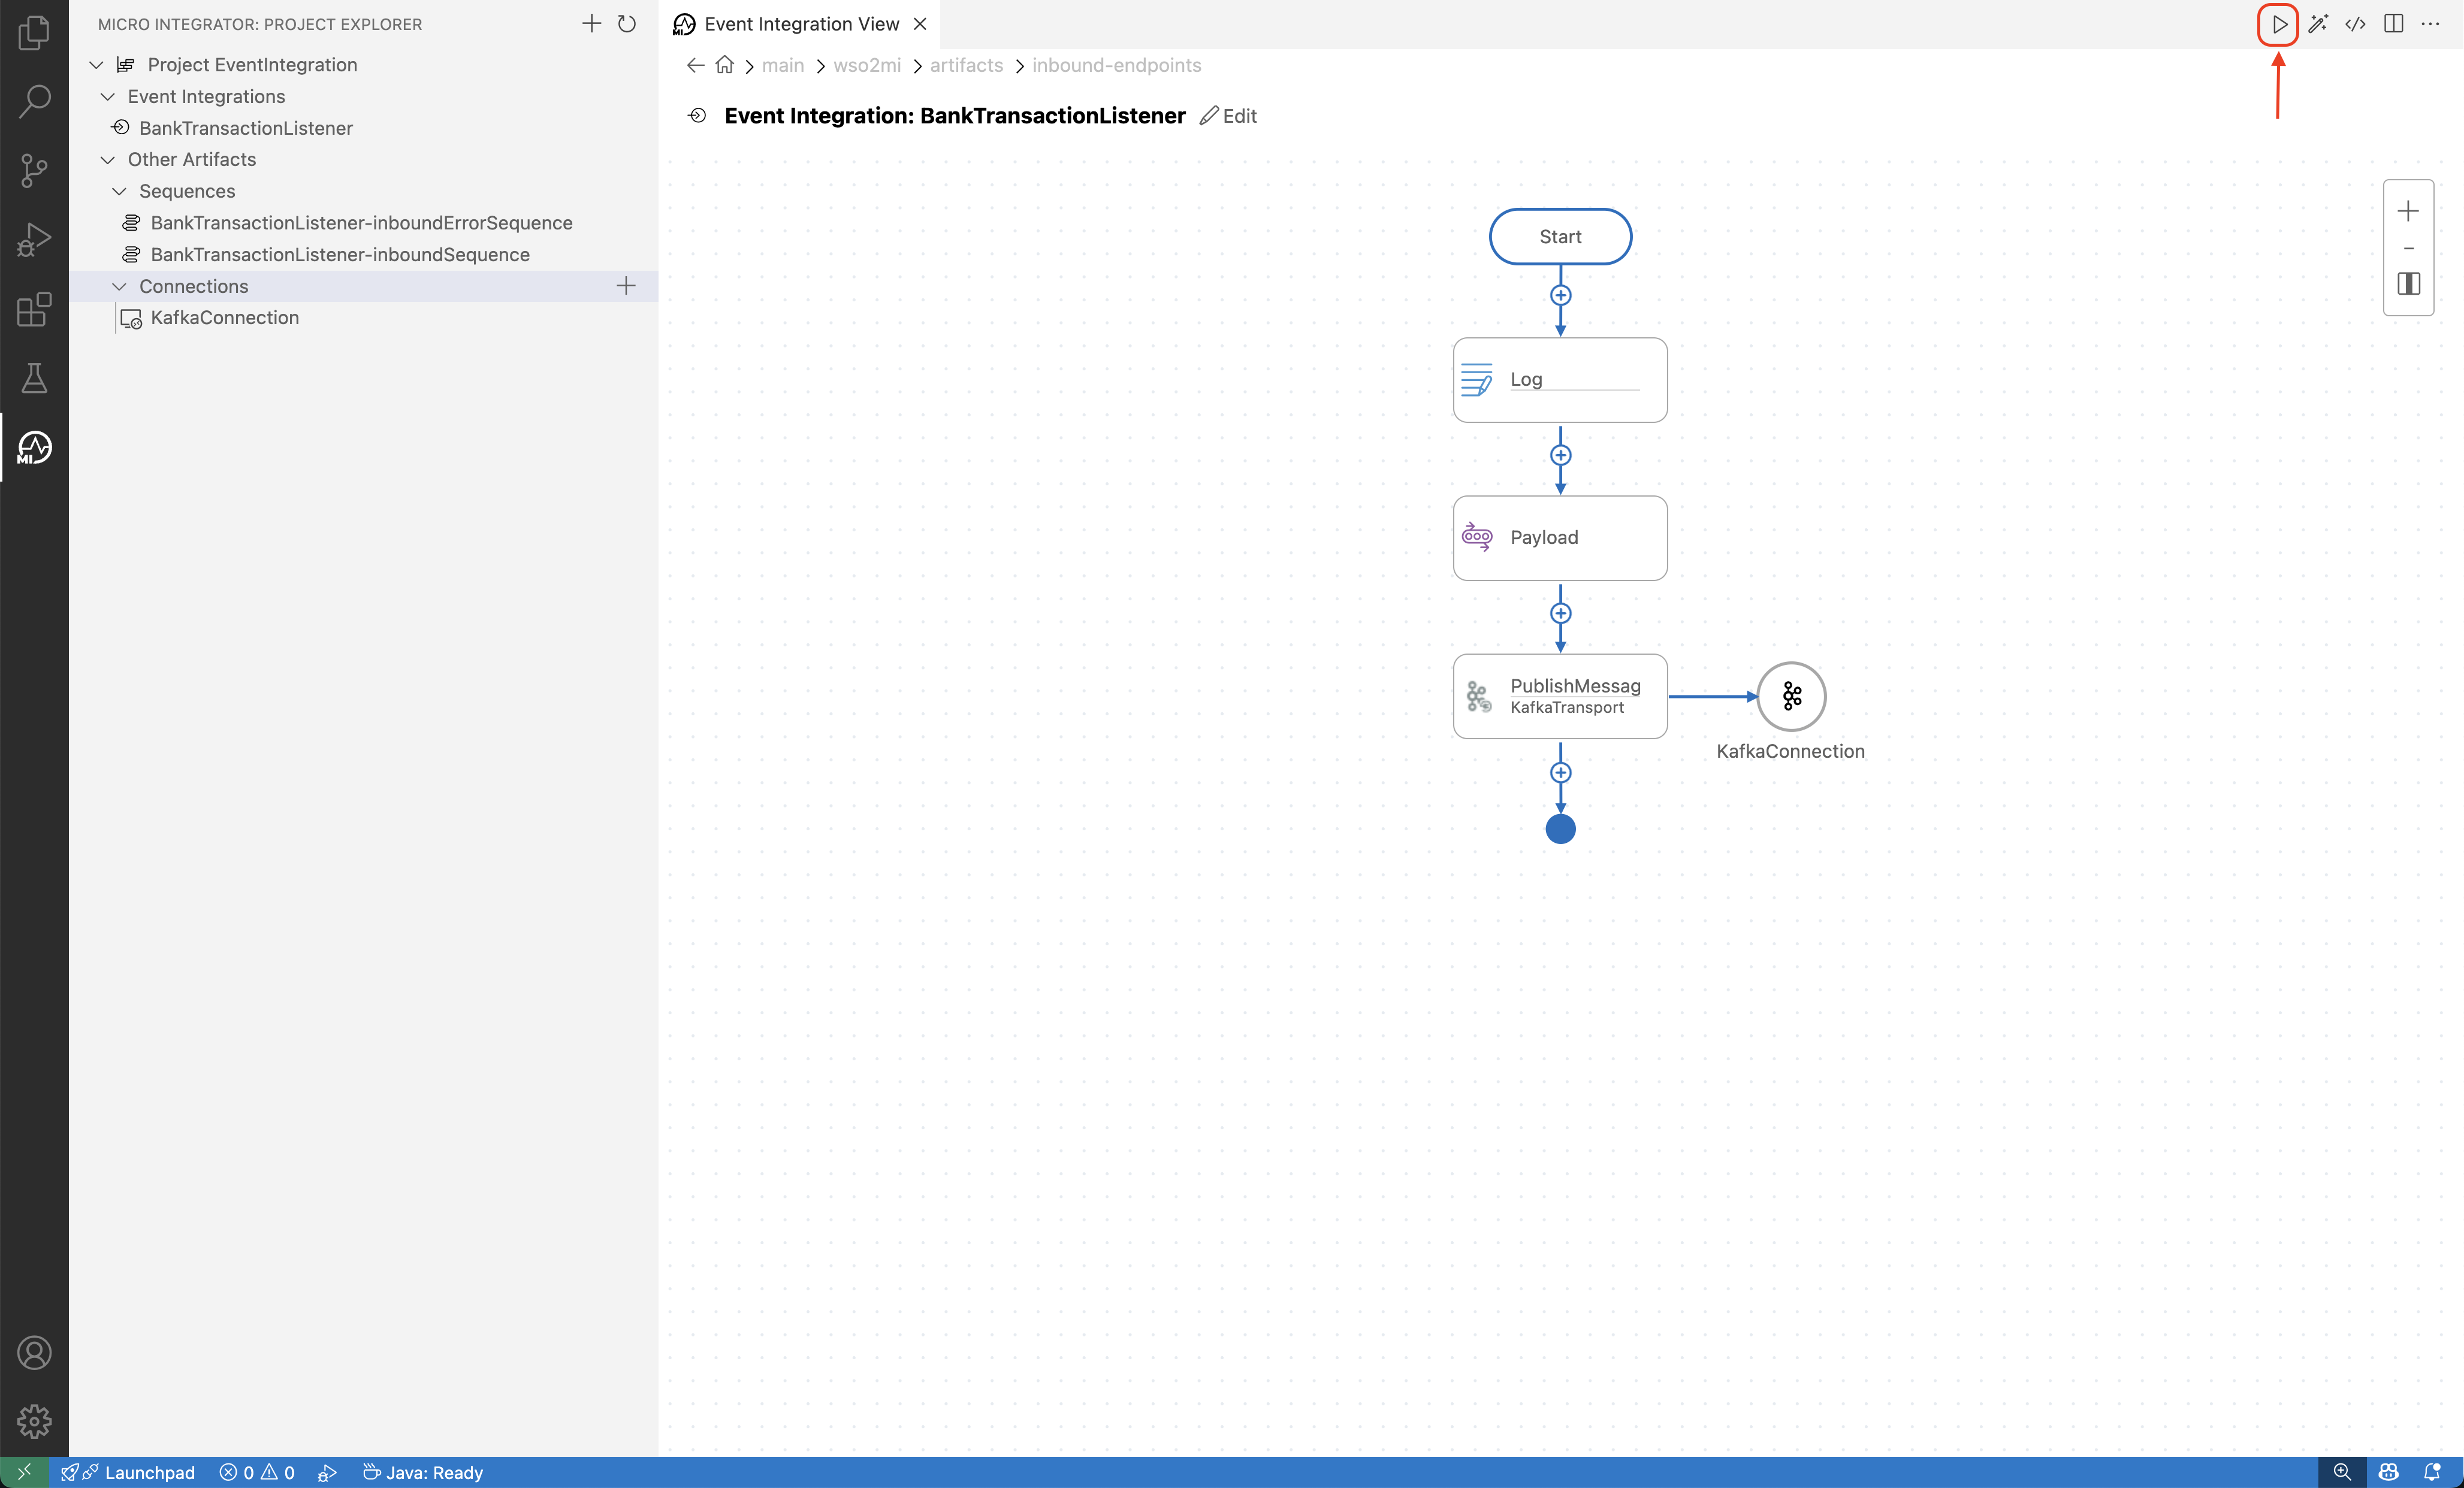 MICRO INTEGRATOR: PROJECT EXPLORER
Project EventIntegration
Event Integrations
BankTransactionListener
Other Artifacts
Sequences
BankTransactionListener-inboundErrorSequence
BankTransactionListener-inboundSequence
Connections
KafkaConnection
MI
MI Event Integration View
main wso2mi artifacts inbound-endpoints
Event Integration: BankTransactionListener Edit
Start
Log
Payload
PublishMessag
KafkaTransport
KafkaConnection
Launchpad 0 0 Java: Ready